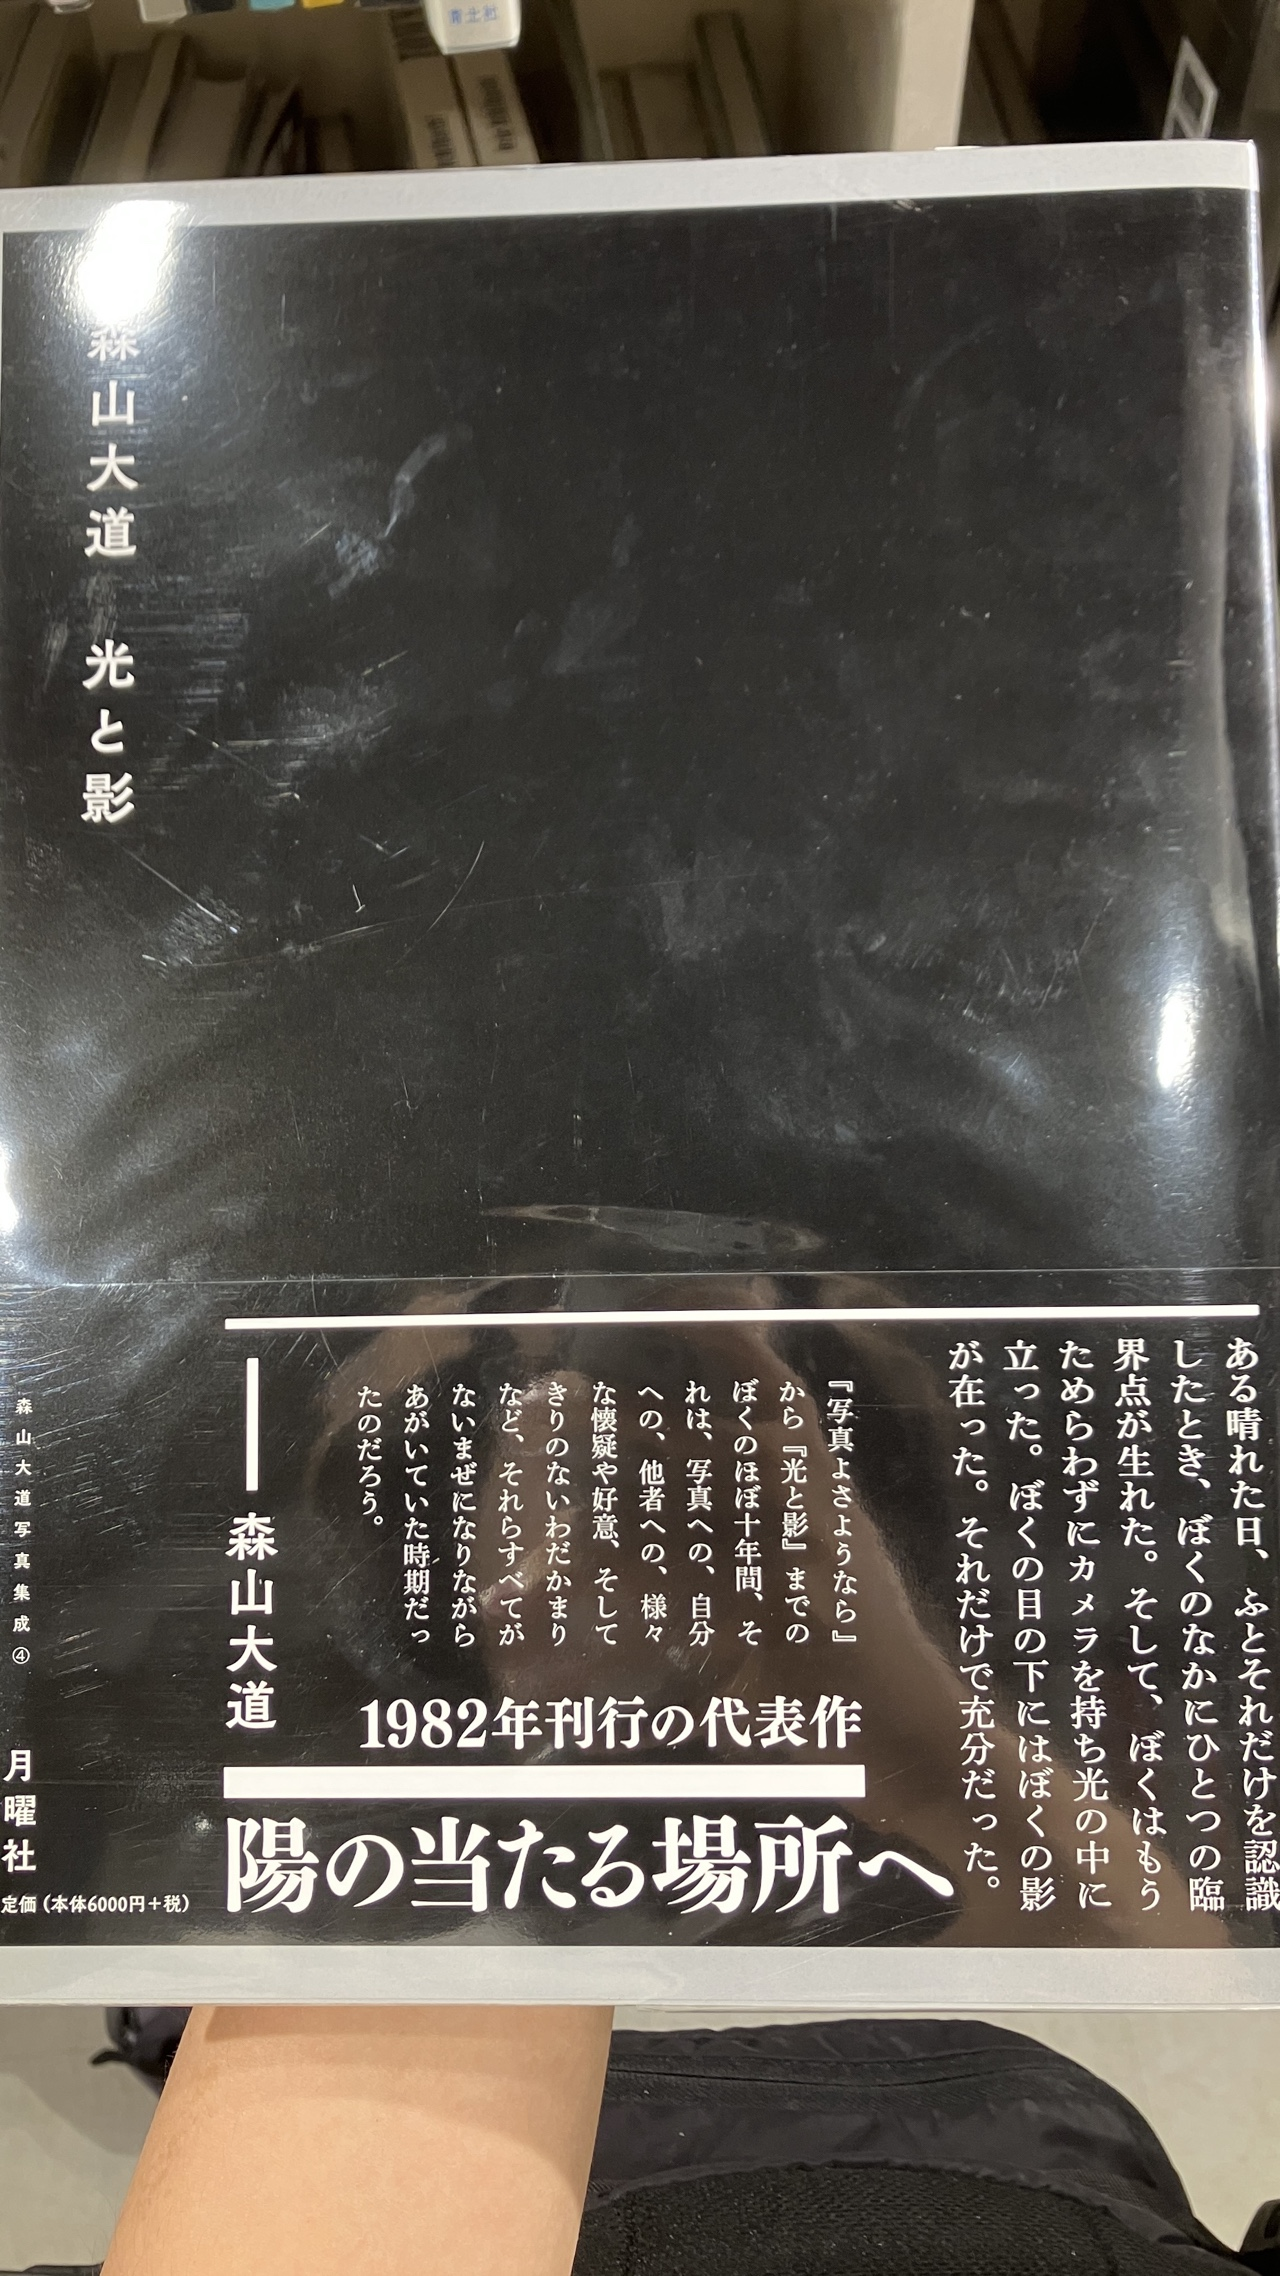 青土社
森山大道 光と影
ある晴れた日、ふとそれだけを認識
したとき、ぼくのなかにひとつの臨
界点が生れた。そして、ぼくはもう
ためらわずにカメラを持ち光の中に
立った。ぼくの目の下にはぼくの影
が在った。それだけで充分だった。
『写真よさようなら』
から『光と影』までの
ぼくのほぼ十年間、そ
れは、写真への、自分
への、他者への、様々
な懐疑や好意、そして
きりのないわだかまり
など、それらすべてが
ないまぜになりながら
あがいていた時期だっ
たのだろう。
森山大道
1982年刊行の代表作
陽の当たる場所へ
森山大道写真集成④
月曜社
定価（本体6000円＋税）